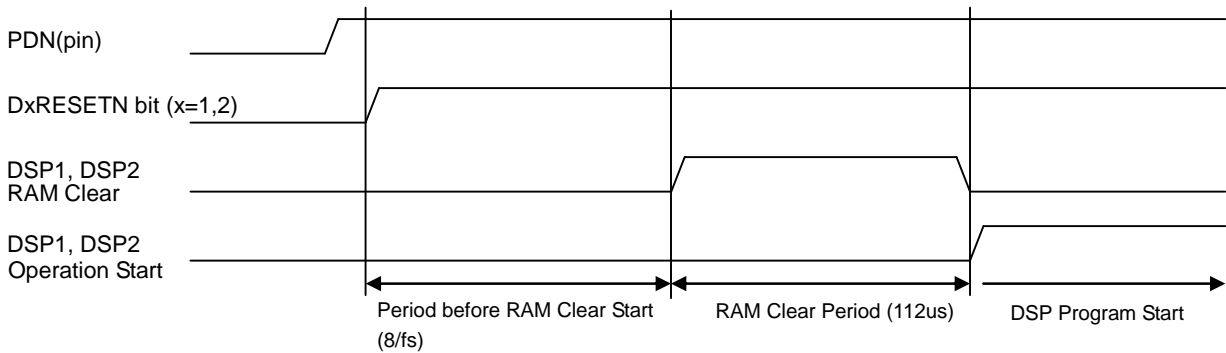 PDN(pin)
DxRESETN bit (x=1,2)
DSP1, DSP2
RAM Clear
DSP1, DSP2
Operation Start
Period before RAM Clear Start
(8/fs)
RAM Clear Period (112us)
DSP Program Start